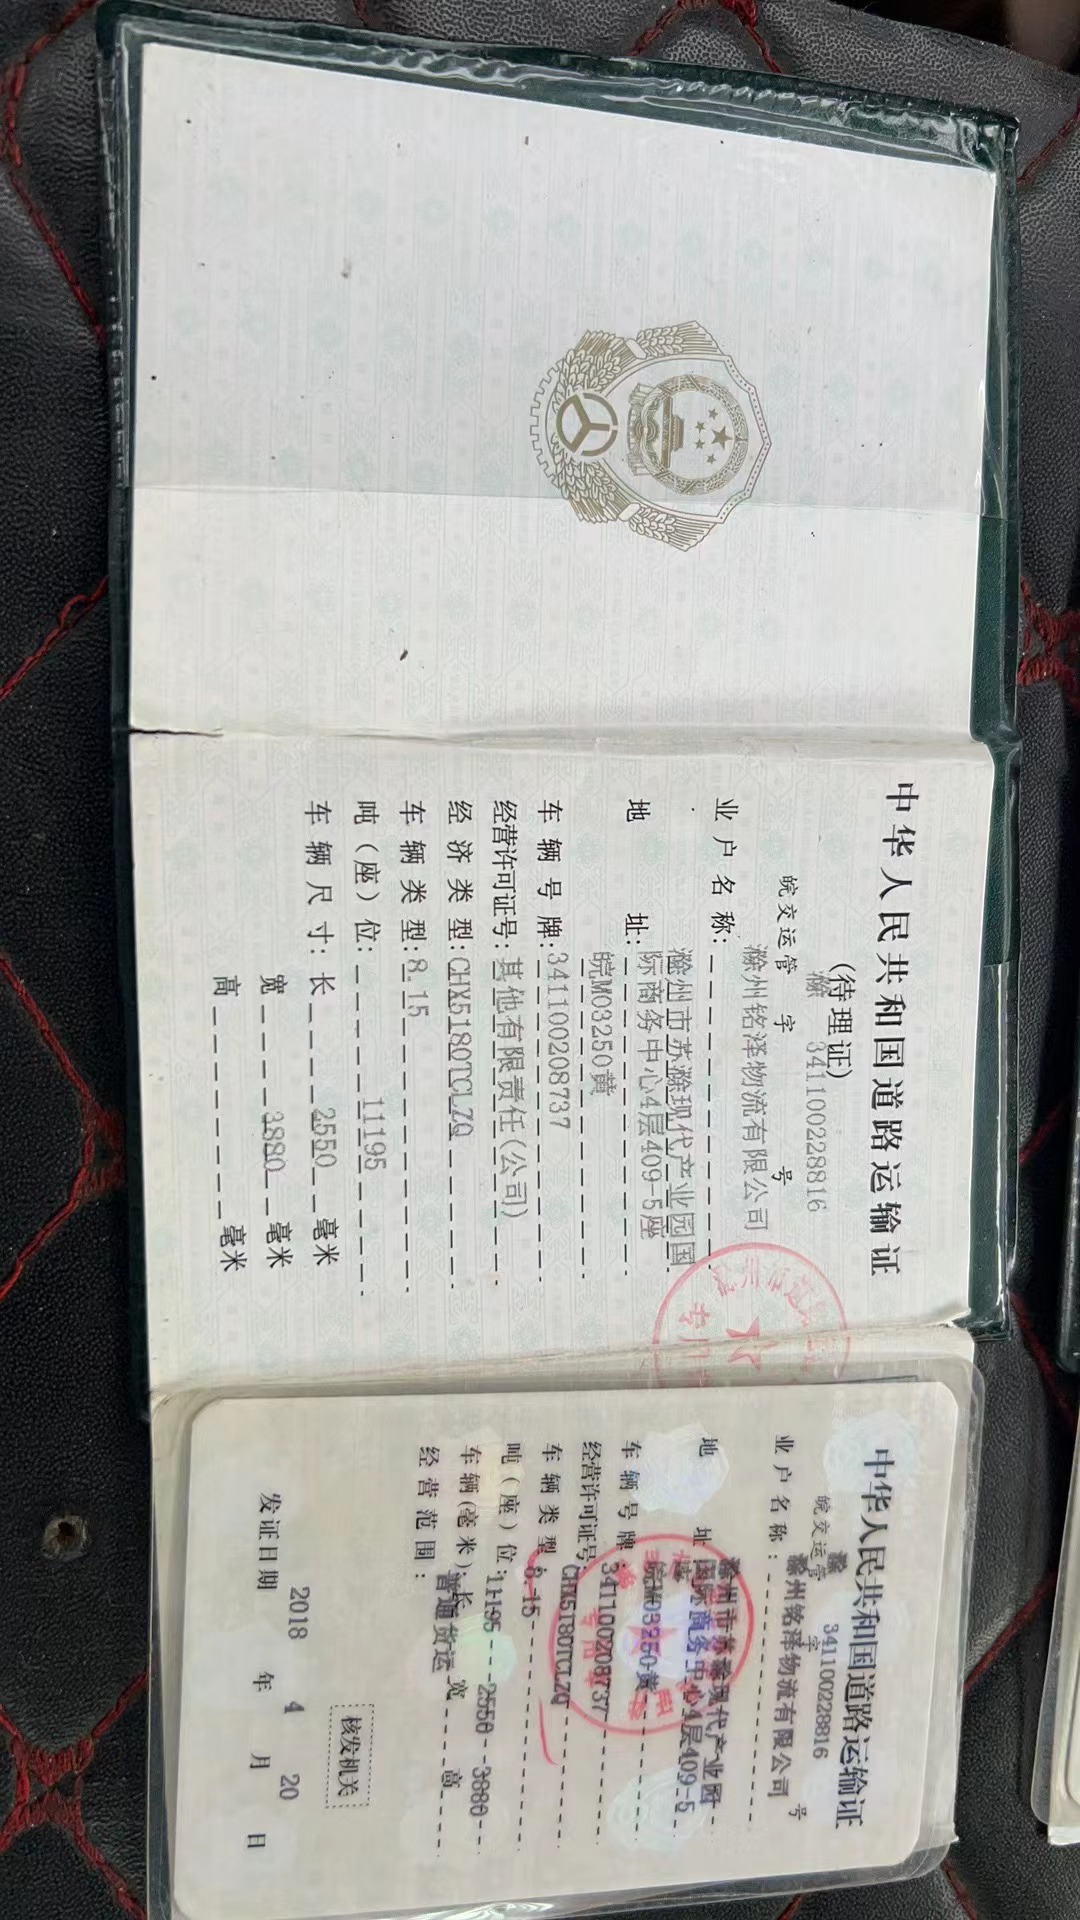 中华人民共和国道路运输证
(待理证)
皖交运管 滁 字 341100228816 号
业户名称: 滁州铭泽物流有限公司
地 址: 滁州市苏滁现代产业园国
际商务中心4层409-5座
皖M03250黄
车辆号牌: 341100208737
经营许可证号: 其他有限责任(公司)
经济类型: CHX5180TCLZQ
车辆类型: 8.15
吨(座)位: 11195
车辆尺寸: 长 2550 毫米
宽 3880 毫米
高 毫米
中华人民共和国道路运输证
皖交运管 滁 字 341100228816 号
业户名称: 滁州铭泽物流有限公司
地 址: 滁州市苏滁现代产业园
国际商务中心4层409-5
皖M03250黄
车辆号牌: 341100208737
经营许可证号: CHX5180TCLZQ
车辆类型: 8.15
吨(座)位: 11195 2550 3880
车辆(毫米): 长 宽 高
经营范围: 普通货运
核发机关
发证日期 2018 年 4 月 20 日